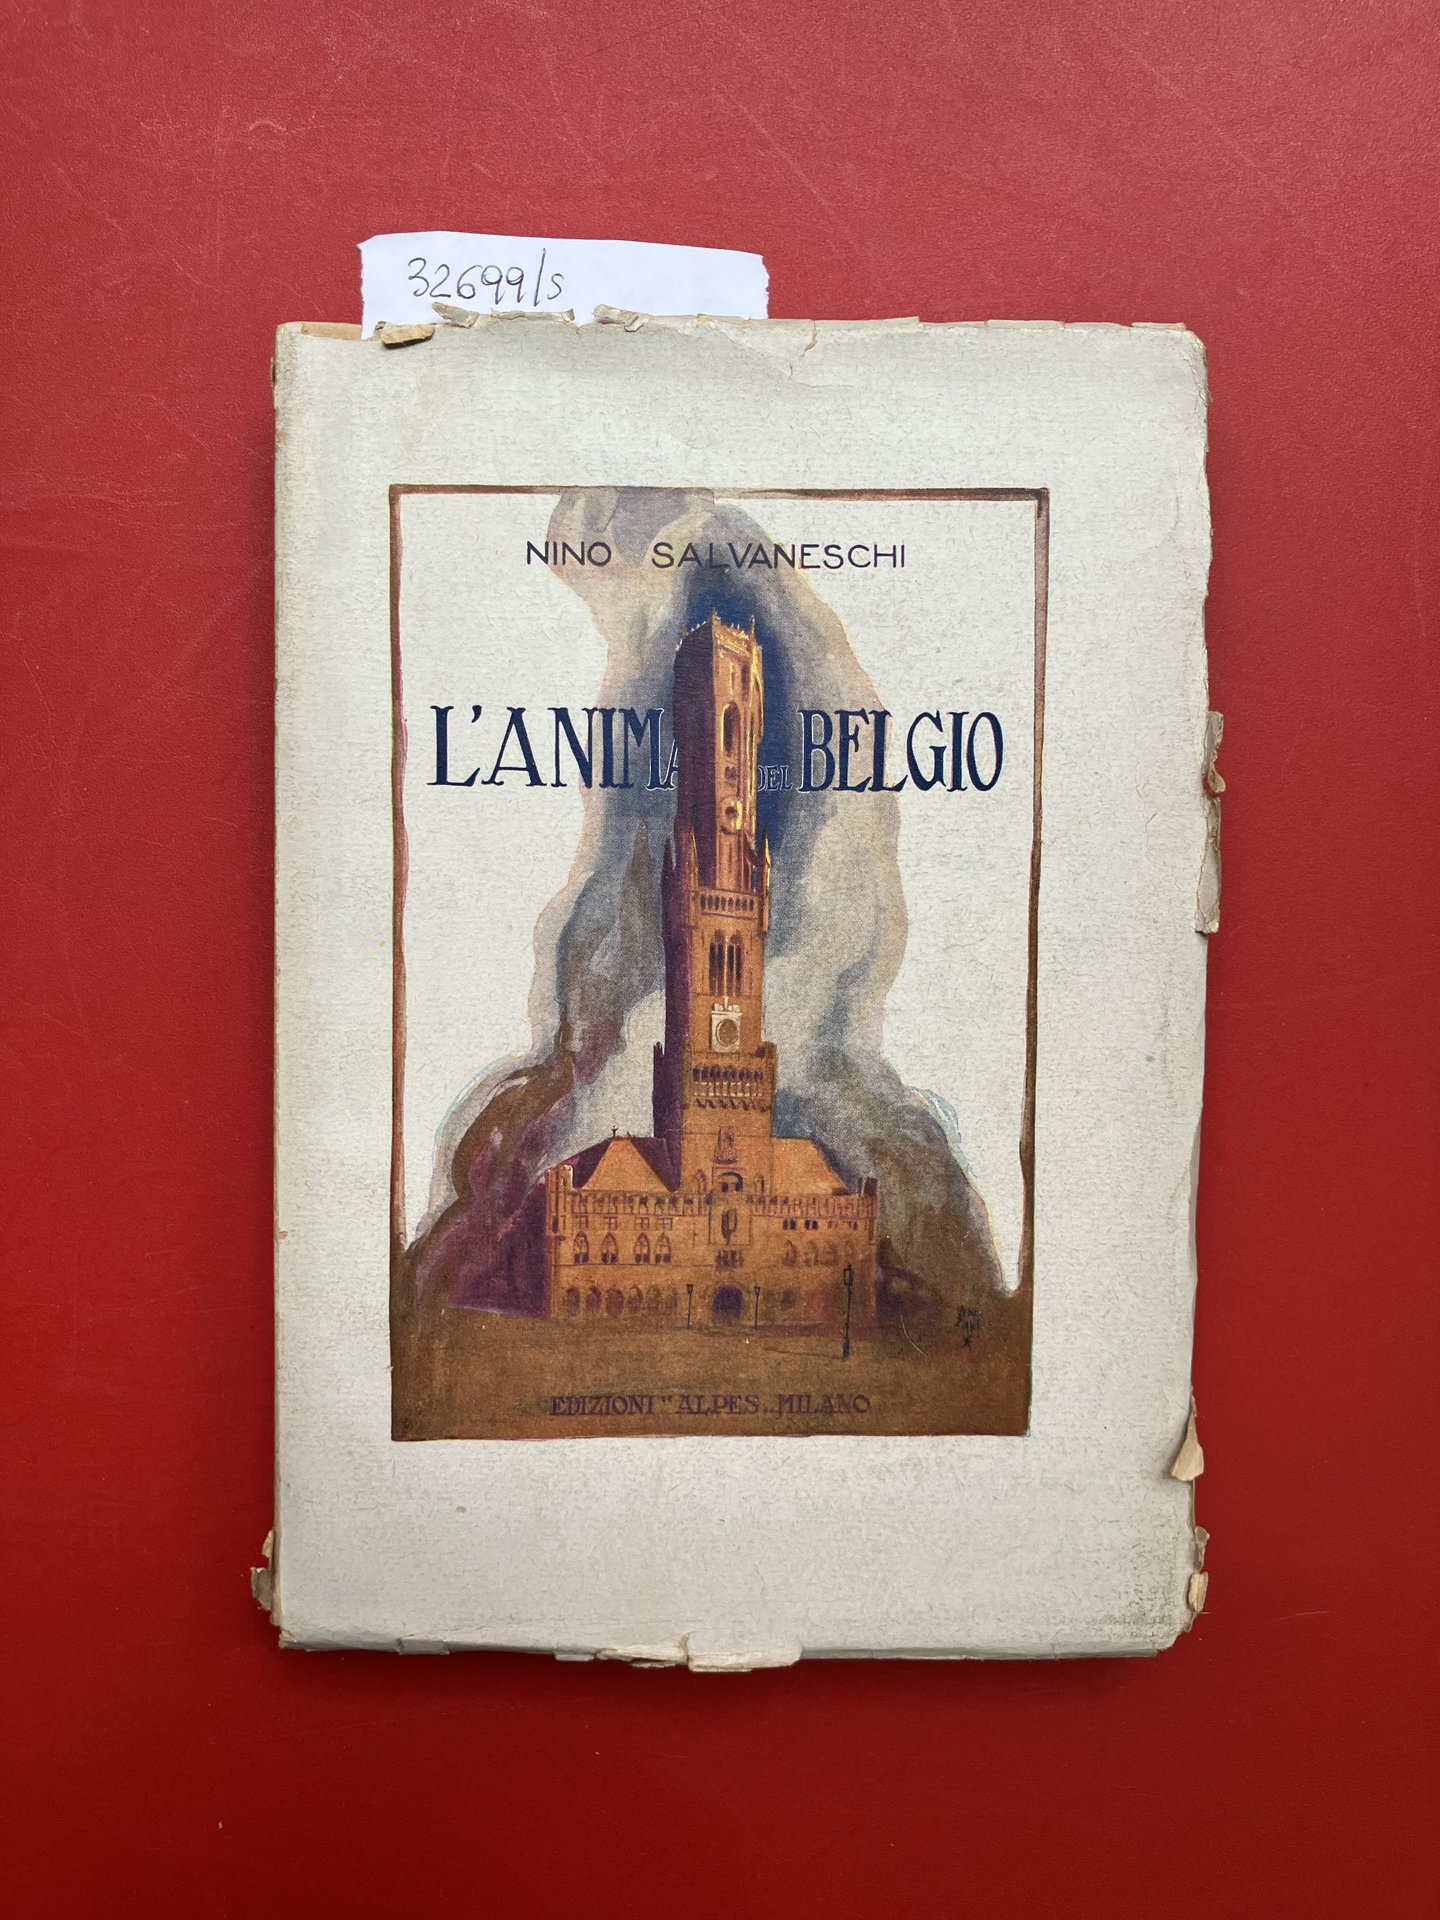 32699/s
NINO SALVANESCHI
L'ANIMA DEL BELGIO
EDIZIONI "ALPES„ MILANO